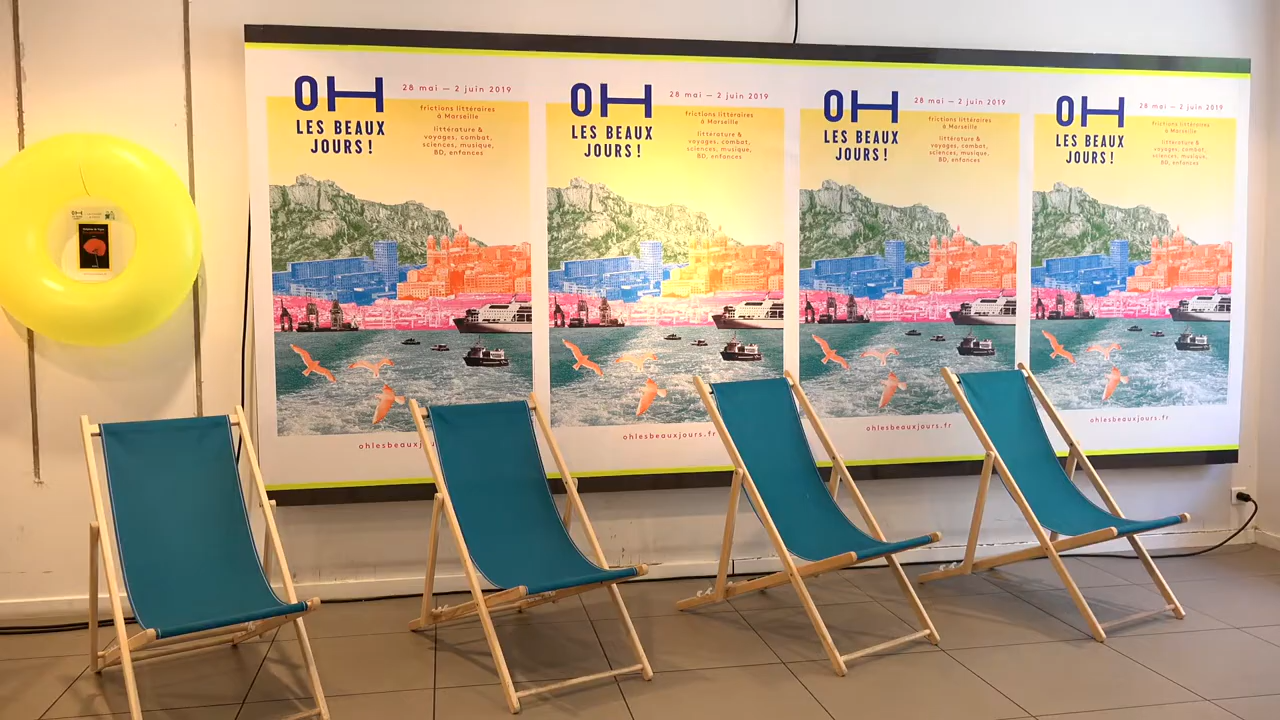 OH
LES BEAUX
JOURS !
28 mai — 2 juin 2019
frictions littéraires
à Marseille
littérature &
voyages, combat,
sciences, musique,
BD, enfances
ohlesbeauxj
OH
LES BEAUX
JOURS !
28 mai — 2 juin 2019
frictions littéraires
à Marseille
littérature &
voyages, combat,
sciences, musique,
BD, enfances
ohlesbeauxjours.fr
OH
LES BEAUX
JOURS !
28 mai — 2 juin 2019
frictions littéraires
à Marseille
littérature &
voyages, combat,
sciences, musique,
BD, enfances
ohlesbeauxjours.fr
OH
LES BEAUX
JOURS !
28 mai — 2 juin 2019
frictions littéraires
à Marseille
littérature &
voyages, combat,
sciences, musique,
BD, enfances
ohlesbeauxjours.fr